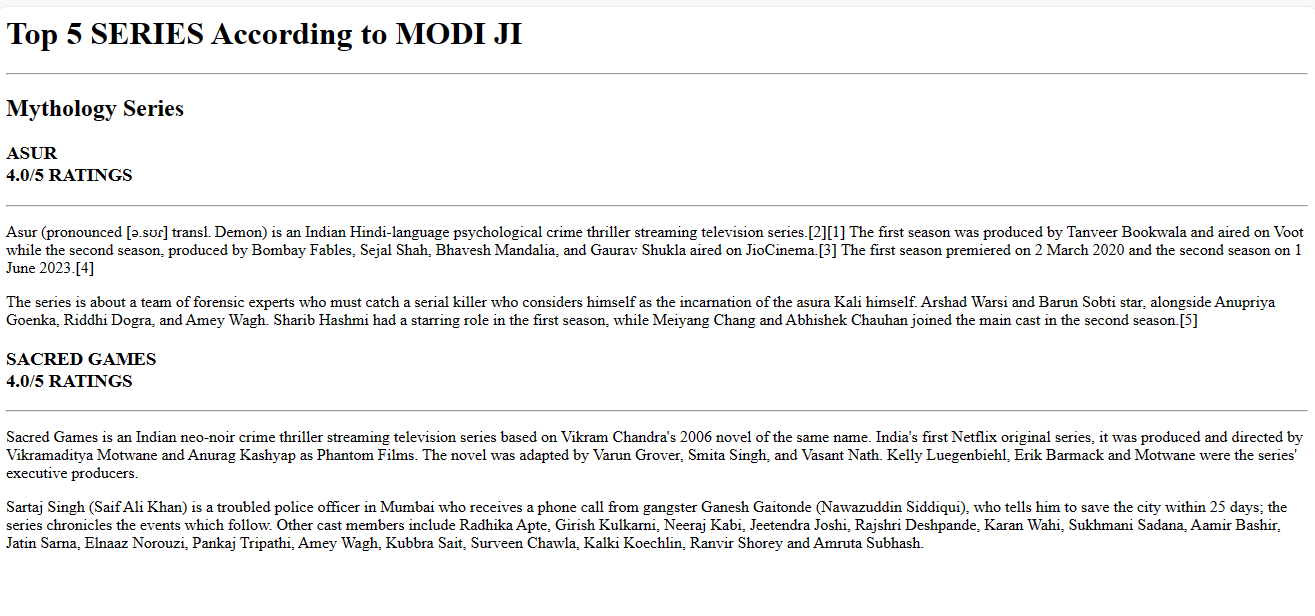 Top 5 SERIES According to MODI JI
Mythology Series
ASUR
4.0/5 RATINGS
Asur (pronounced [ə.sʊɾ] transl. Demon) is an Indian Hindi-language psychological crime thriller streaming television series.[2][1] The first season was produced by Tanveer Bookwala and aired on Voot
while the second season, produced by Bombay Fables, Sejal Shah, Bhavesh Mandalia, and Gaurav Shukla aired on JioCinema.[3] The first season premiered on 2 March 2020 and the second season on 1
June 2023.[4]
The series is about a team of forensic experts who must catch a serial killer who considers himself as the incarnation of the asura Kali himself. Arshad Warsi and Barun Sobti star, alongside Anupriya
Goenka, Riddhi Dogra, and Amey Wagh. Sharib Hashmi had a starring role in the first season, while Meiyang Chang and Abhishek Chauhan joined the main cast in the second season.[5]
SACRED GAMES
4.0/5 RATINGS
Sacred Games is an Indian neo-noir crime thriller streaming television series based on Vikram Chandra's 2006 novel of the same name. India's first Netflix original series, it was produced and directed by
Vikramaditya Motwane and Anurag Kashyap as Phantom Films. The novel was adapted by Varun Grover, Smita Singh, and Vasant Nath. Kelly Luegenbiehl, Erik Barmack and Motwane were the series'
executive producers.
Sartaj Singh (Saif Ali Khan) is a troubled police officer in Mumbai who receives a phone call from gangster Ganesh Gaitonde (Nawazuddin Siddiqui), who tells him to save the city within 25 days; the
series chronicles the events which follow. Other cast members include Radhika Apte, Girish Kulkarni, Neeraj Kabi, Jeetendra Joshi, Rajshri Deshpande, Karan Wahi, Sukhmani Sadana, Aamir Bashir,
Jatin Sarna, Elnaaz Norouzi, Pankaj Tripathi, Amey Wagh, Kubbra Sait, Surveen Chawla, Kalki Koechlin, Ranvir Shorey and Amruta Subhash.